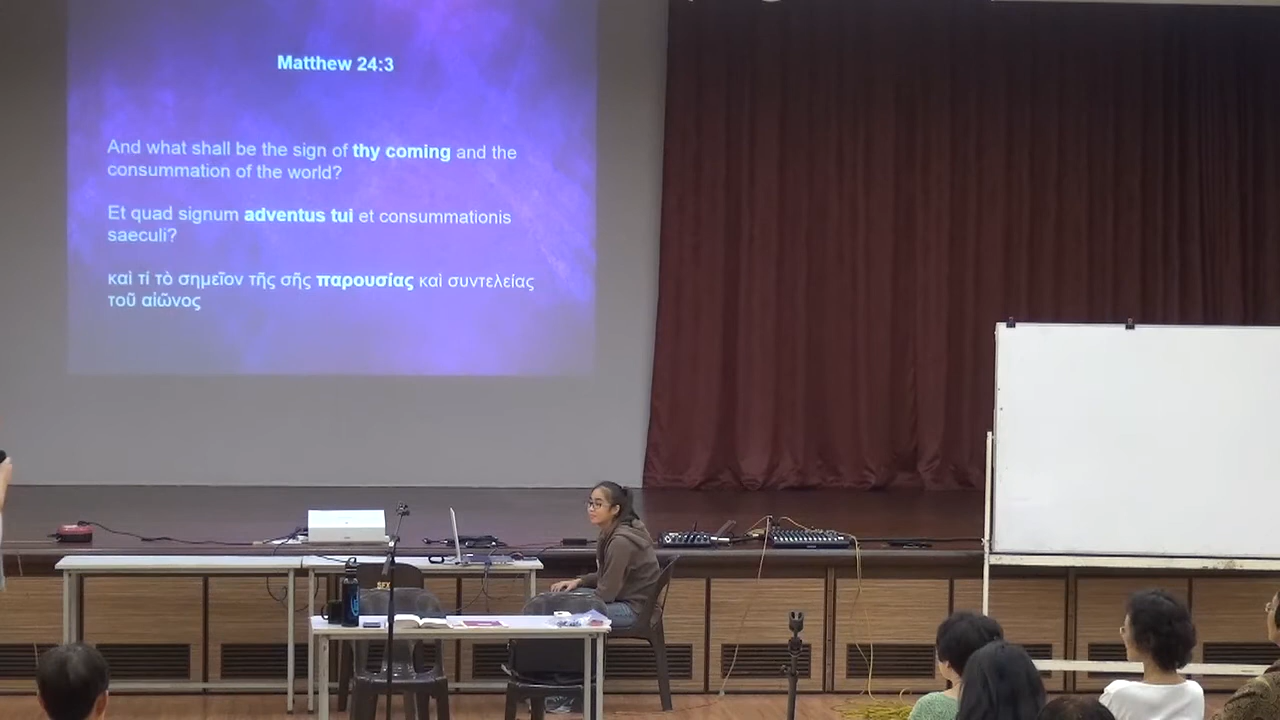 Matthew 24:3
And what shall be the sign of thy coming and the
consummation of the world?
Et quad signum adventus tui et consummationis
saeculi?
καὶ τί τὸ σημεῖον τῆς σῆς παρουσίας καὶ συντελείας
τοῦ αἰῶνος
SFX